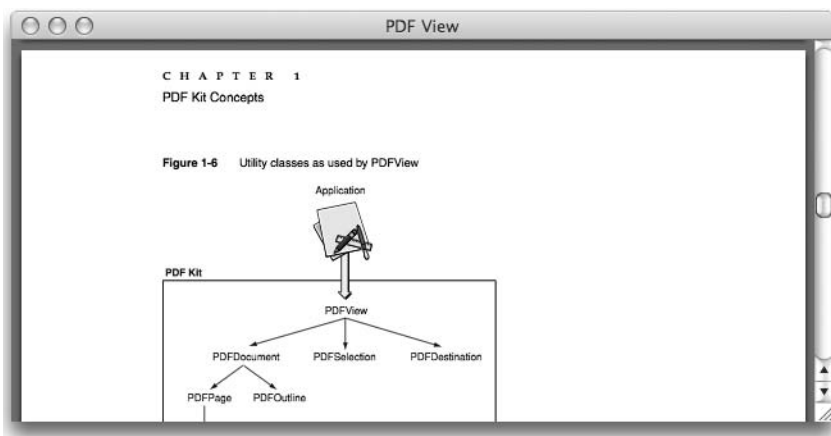 PDF View
CHAPTER 1
PDF Kit Concepts
Figure 1-6 Utility classes as used by PDFView
Application
PDF Kit
PDFView
PDFDocument PDFSelection PDFDestination
PDFPage PDFOutline